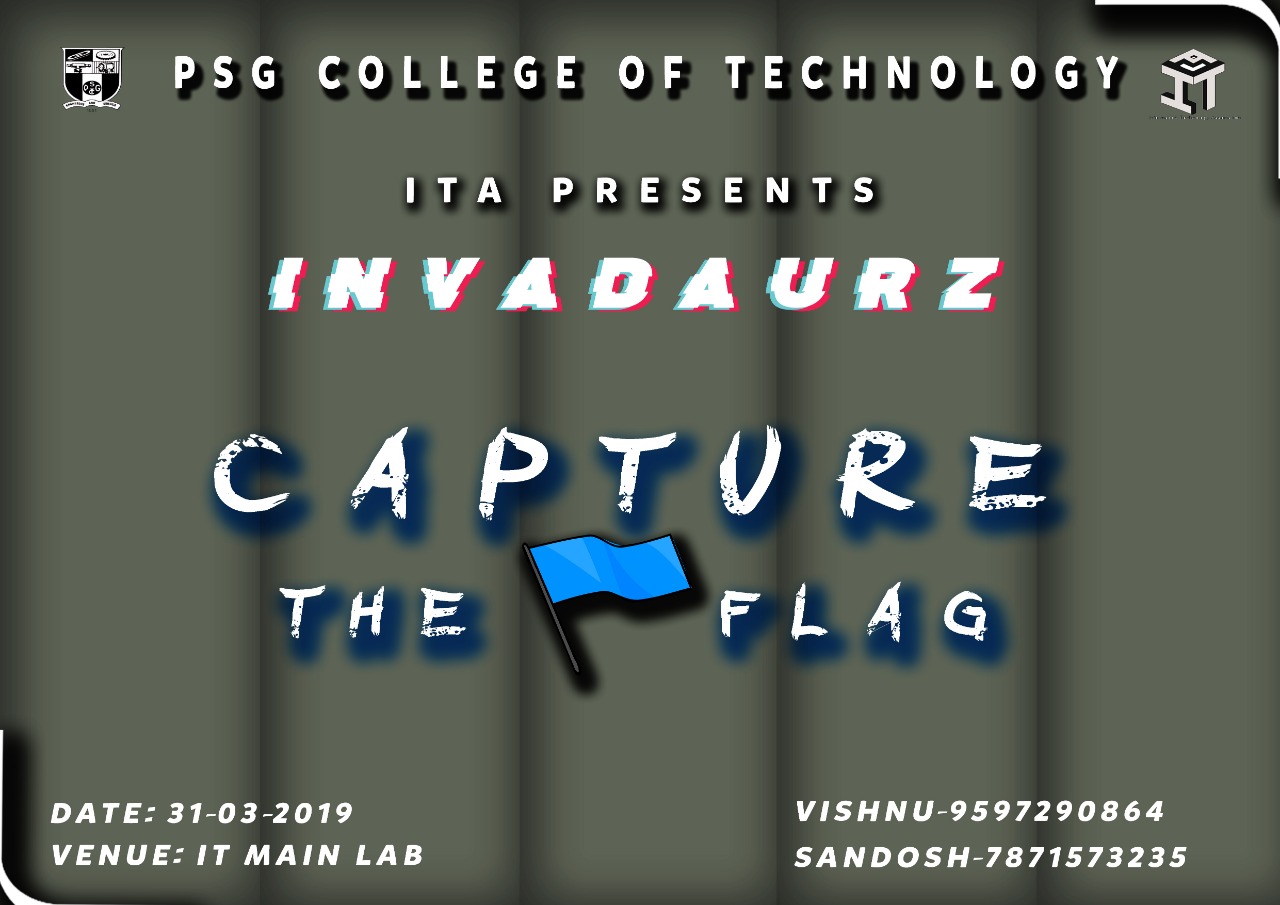 PSG COLLEGE OF TECHNOLOGY
ITA PRESENTS
INVADAURZ
CAPTURE
THE FLAG
DATE: 31-03-2019
VENUE: IT MAIN LAB
VISHNU-9597290864
SANDOSH-7871573235